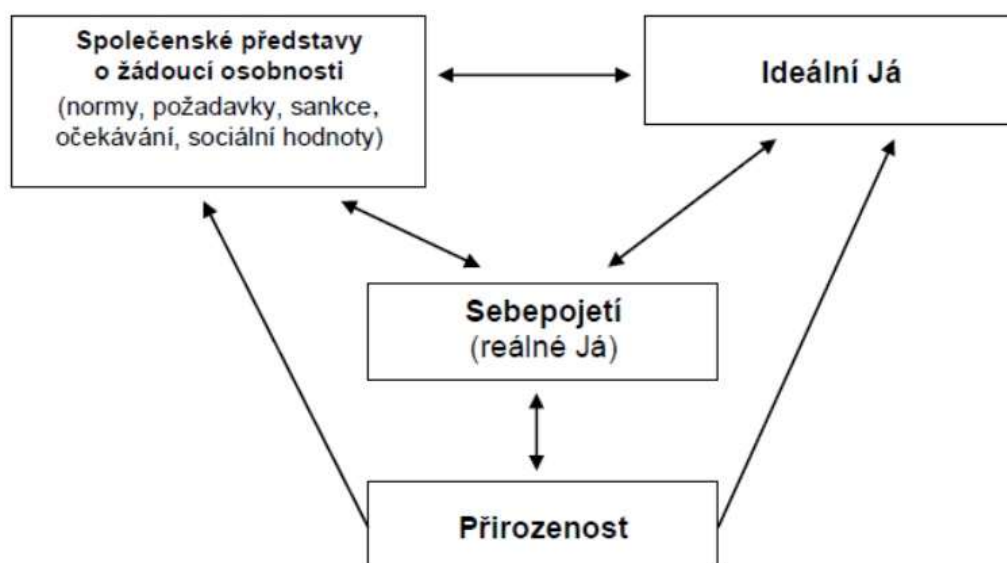 Společenské představy
o žádoucí osobnosti
(normy, požadavky, sankce,
očekávání, sociální hodnoty)
Ideální Já
Sebepojetí
(reálné Já)
Přirozenost